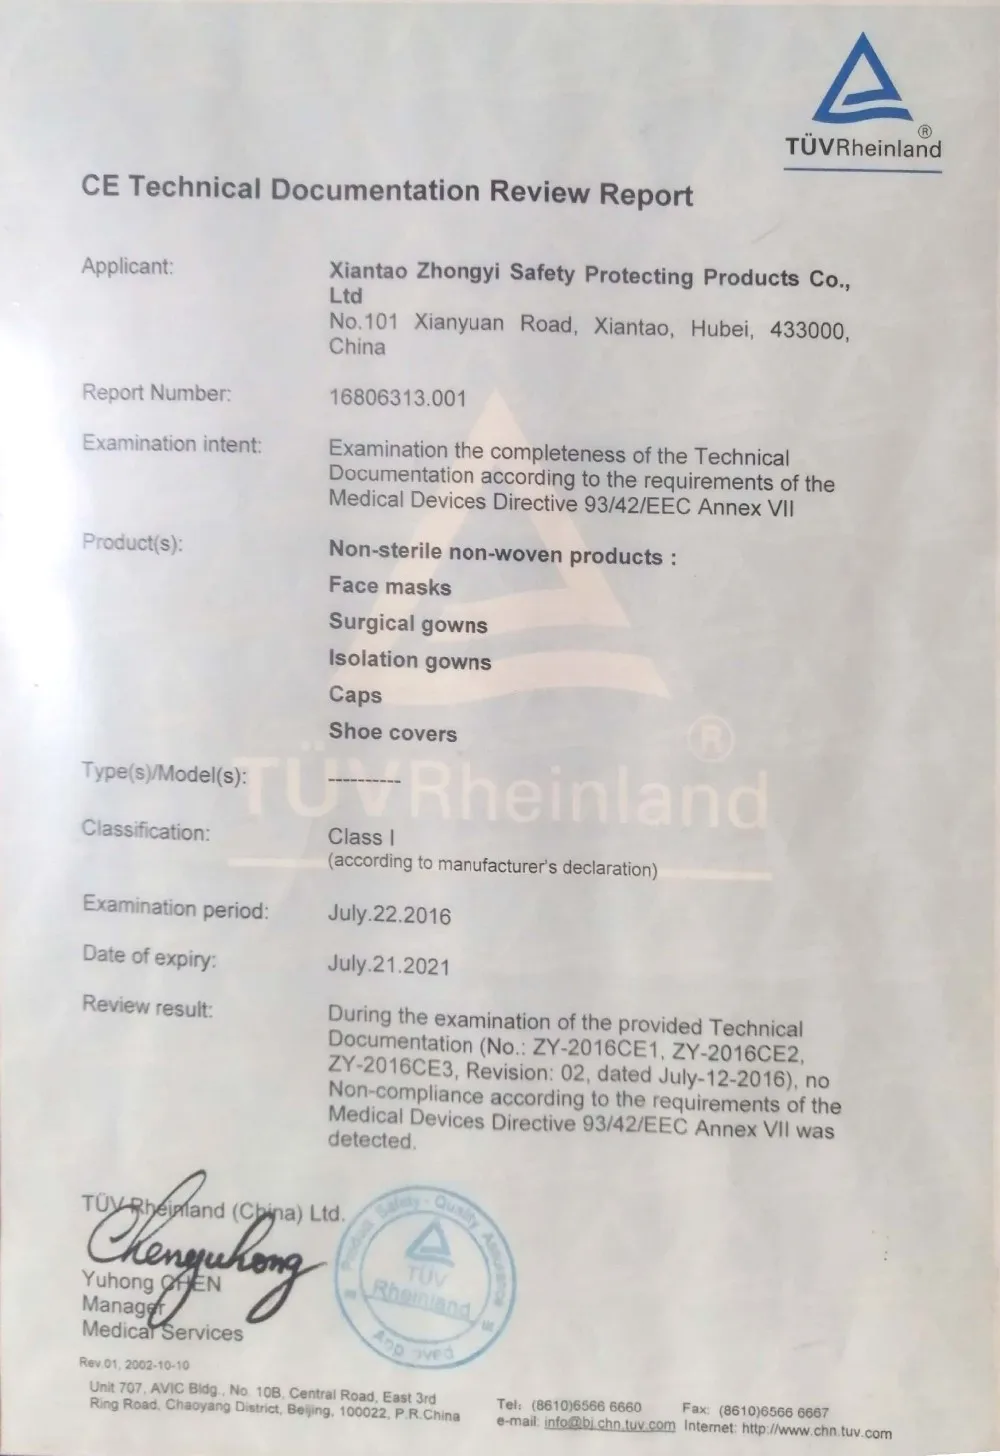 TÜVRheinland®
CE Technical Documentation Review Report
Applicant:
Xiantao Zhongyi Safety Protecting Products Co.,
Ltd
No.101 Xianyuan Road, Xiantao, Hubei, 433000,
China
Report Number:
16806313.001
Examination intent:
Examination the completeness of the Technical
Documentation according to the requirements of the
Medical Devices Directive 93/42/EEC Annex VII
Product(s):
Non-sterile non-woven products :
Face masks
Surgical gowns
Isolation gowns
Caps
Shoe covers
TÜVRheinland®
Type(s)/Model(s):
----------
Classification:
Class I
(according to manufacturer's declaration)
Examination period:
July.22.2016
Date of expiry:
July.21.2021
Review result:
During the examination of the provided Technical
Documentation (No.: ZY-2016CE1, ZY-2016CE2,
ZY-2016CE3, Revision: 02, dated July-12-2016), no
Non-compliance according to the requirements of the
Medical Devices Directive 93/42/EEC Annex VII was
detected.
TÜV Rheinland (China) Ltd.
Chenyuhong
Yuhong CHEN
Manager
Medical Services
Product Safety - Quality Assurance
TÜV
Rheinland
Approved
Rev.01, 2002-10-10
Unit 707, AVIC Bldg., No. 10B, Central Road, East 3rd
Ring Road, Chaoyang District, Beijing, 100022, P.R.China
Tel: (8610)6566 6660 Fax: (8610)6566 6667
e-mail: info@bj.chn.tuv.com Internet: http://www.chn.tuv.com